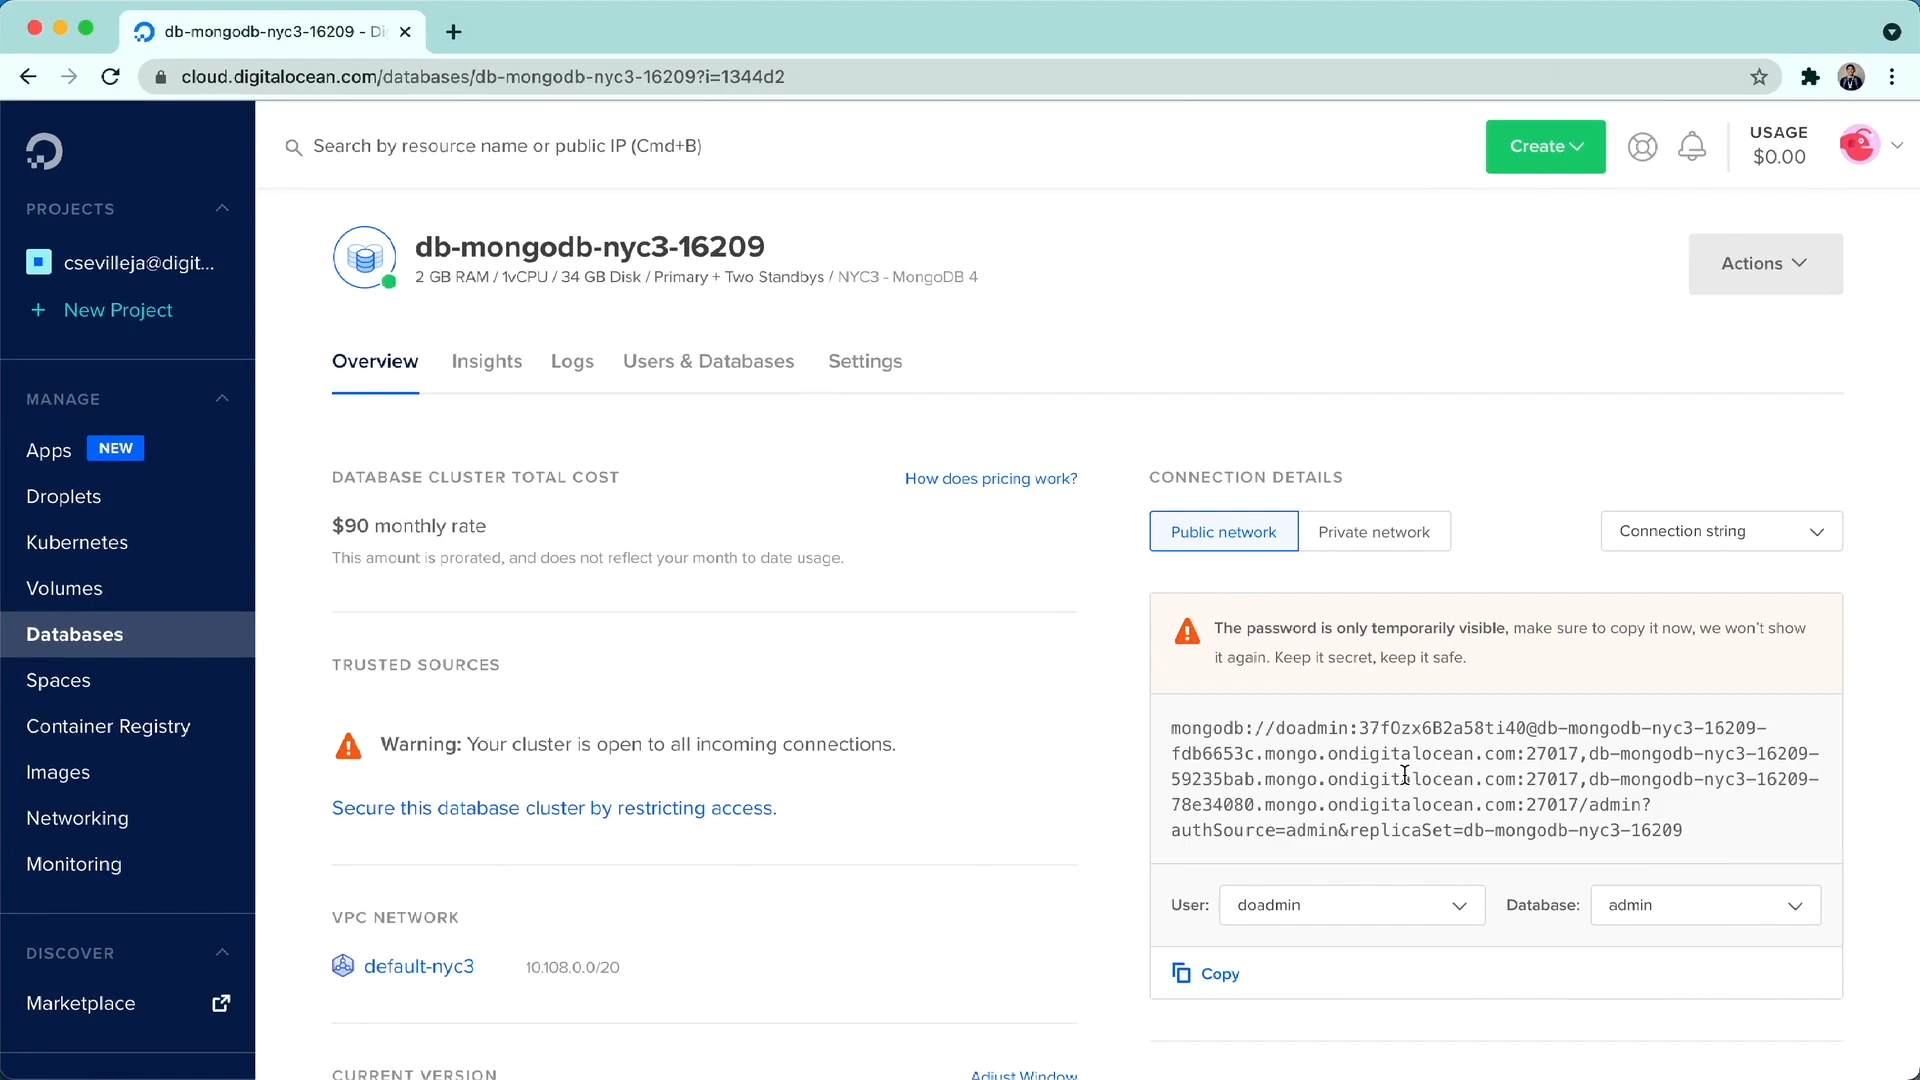 db-mongodb-nyc3-16209 - Di
cloud.digitalocean.com/databases/db-mongodb-nyc3-16209?i=1344d2
Search by resource name or public IP (Cmd+B)
Create
USAGE
$0.00
PROJECTS
csevilleja@digit...
+ New Project
MANAGE
Apps NEW
Droplets
Kubernetes
Volumes
Databases
Spaces
Container Registry
Images
Networking
Monitoring
DISCOVER
Marketplace
db-mongodb-nyc3-16209
2 GB RAM / 1vCPU / 34 GB Disk / Primary + Two Standbys / NYC3 - MongoDB 4
Actions
Overview Insights Logs Users & Databases Settings
DATABASE CLUSTER TOTAL COST
How does pricing work?
$90 monthly rate
This amount is prorated, and does not reflect your month to date usage.
TRUSTED SOURCES
Warning: Your cluster is open to all incoming connections.
Secure this database cluster by restricting access.
VPC NETWORK
default-nyc3 10.108.0.0/20
CURRENT VERSION
Adjust Window
CONNECTION DETAILS
Public network Private network
Connection string
The password is only temporarily visible, make sure to copy it now, we won't show
it again. Keep it secret, keep it safe.
mongodb://doadmin:37fOzx6B2a58ti40@db-mongodb-nyc3-16209-
fdb6653c.mongo.ondigitalocean.com:27017,db-mongodb-nyc3-16209-
59235bab.mongo.ondigitalocean.com:27017,db-mongodb-nyc3-16209-
78e34080.mongo.ondigitalocean.com:27017/admin?
authSource=admin&replicaSet=db-mongodb-nyc3-16209
User: doadmin Database: admin
Copy